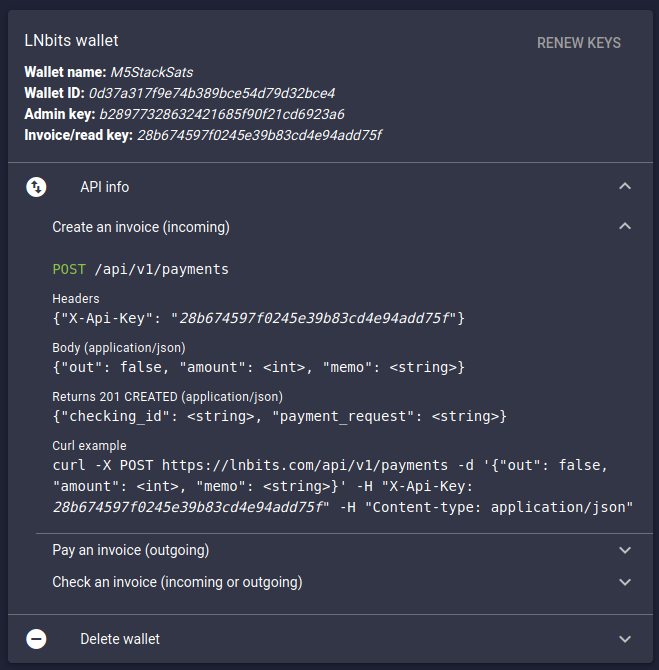 LNbits wallet
RENEW KEYS
Wallet name: M5StackSats
Wallet ID: 0d37a317f9e74b389bce54d79d32bce4
Admin key: b28977328632421685f90f21cd6923a6
Invoice/read key: 28b674597f0245e39b83cd4e94add75f
API info
Create an invoice (incoming)
POST /api/v1/payments
Headers
{"X-Api-Key": "28b674597f0245e39b83cd4e94add75f"}
Body (application/json)
{"out": false, "amount": <int>, "memo": <string>}
Returns 201 CREATED (application/json)
{"checking_id": <string>, "payment_request": <string>}
Curl example
curl -X POST https://lnbits.com/api/v1/payments -d '{"out": false,
"amount": <int>, "memo": <string>}' -H "X-Api-Key:
28b674597f0245e39b83cd4e94add75f" -H "Content-type: application/json"
Pay an invoice (outgoing)
Check an invoice (incoming or outgoing)
Delete wallet